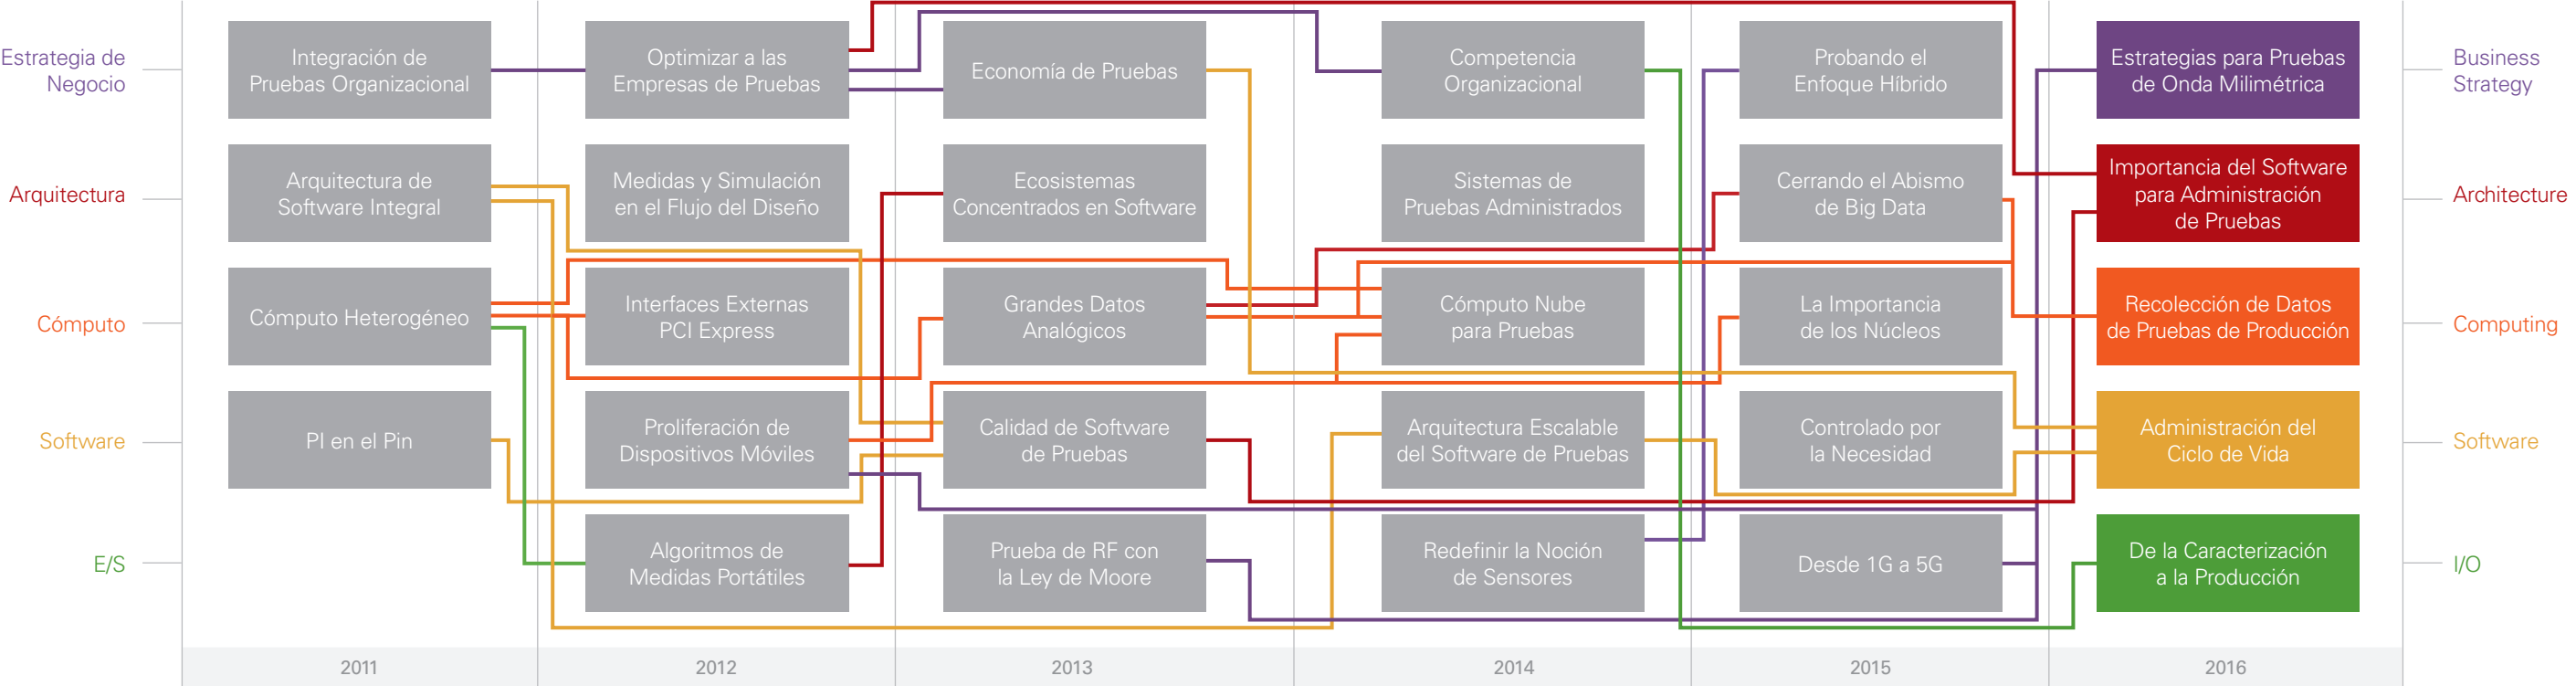 Estrategia de
Negocio
Integración de
Pruebas Organizacional
Optimizar a las
Empresas de Pruebas
Economía de Pruebas
Competencia
Organizacional
Probando el
Enfoque Híbrido
Estrategias para Pruebas
de Onda Milimétrica
Business
Strategy
Arquitectura
Arquitectura de
Software Integral
Medidas y Simulación
en el Flujo del Diseño
Ecosistemas
Concentrados en Software
Sistemas de
Pruebas Administrados
Cerrando el Abismo
de Big Data
Importancia del Software
para Administración
de Pruebas
Architecture
Cómputo
Cómputo Heterogéneo
Interfaces Externas
PCI Express
Grandes Datos
Analógicos
Cómputo Nube
para Pruebas
La Importancia
de los Núcleos
Recolección de Datos
de Pruebas de Producción
Computing
Software
PI en el Pin
Proliferación de
Dispositivos Móviles
Calidad de Software
de Pruebas
Arquitectura Escalable
del Software de Pruebas
Controlado por
la Necesidad
Administración del
Ciclo de Vida
Software
E/S
Algoritmos de
Medidas Portátiles
Prueba de RF con
la Ley de Moore
Redefinir la Noción
de Sensores
Desde 1G a 5G
De la Caracterización
a la Producción
I/O
2011
2012
2013
2014
2015
2016